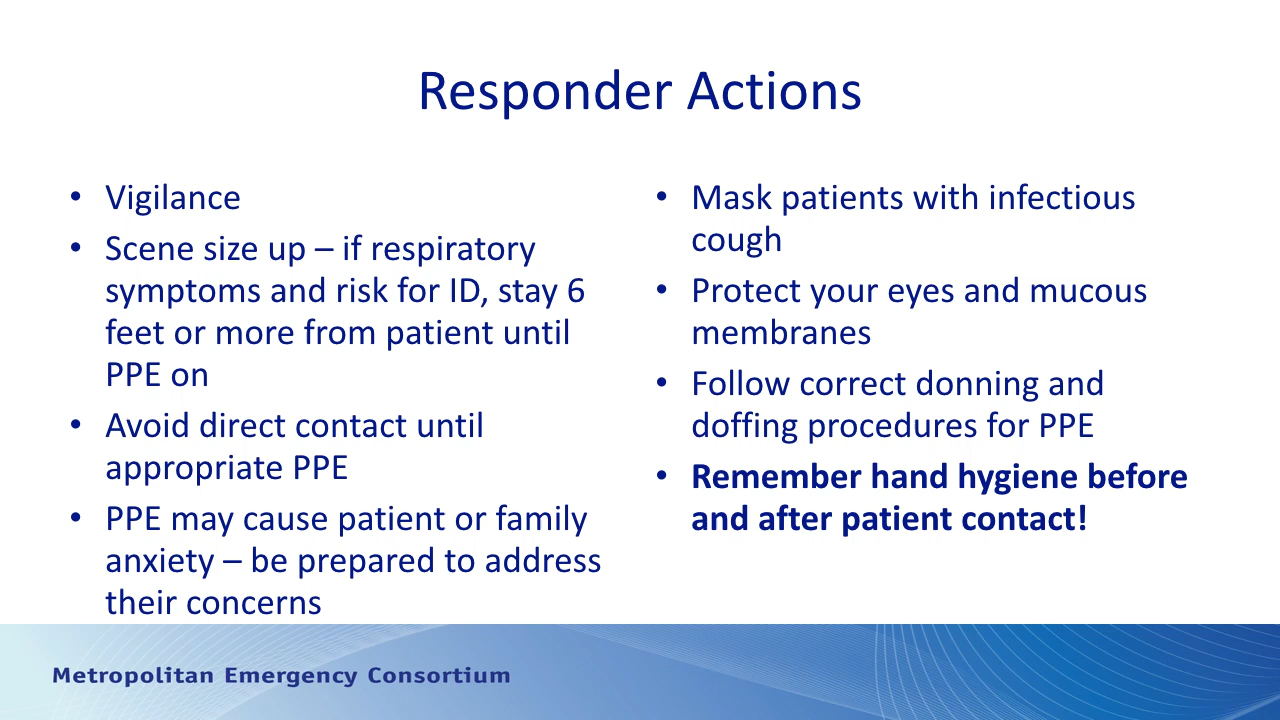 Responder Actions
• Vigilance
• Scene size up – if respiratory
symptoms and risk for ID, stay 6
feet or more from patient until
PPE on
• Avoid direct contact until
appropriate PPE
• PPE may cause patient or family
anxiety – be prepared to address
their concerns
• Mask patients with infectious
cough
• Protect your eyes and mucous
membranes
• Follow correct donning and
doffing procedures for PPE
• Remember hand hygiene before
and after patient contact!
Metropolitan Emergency Consortium